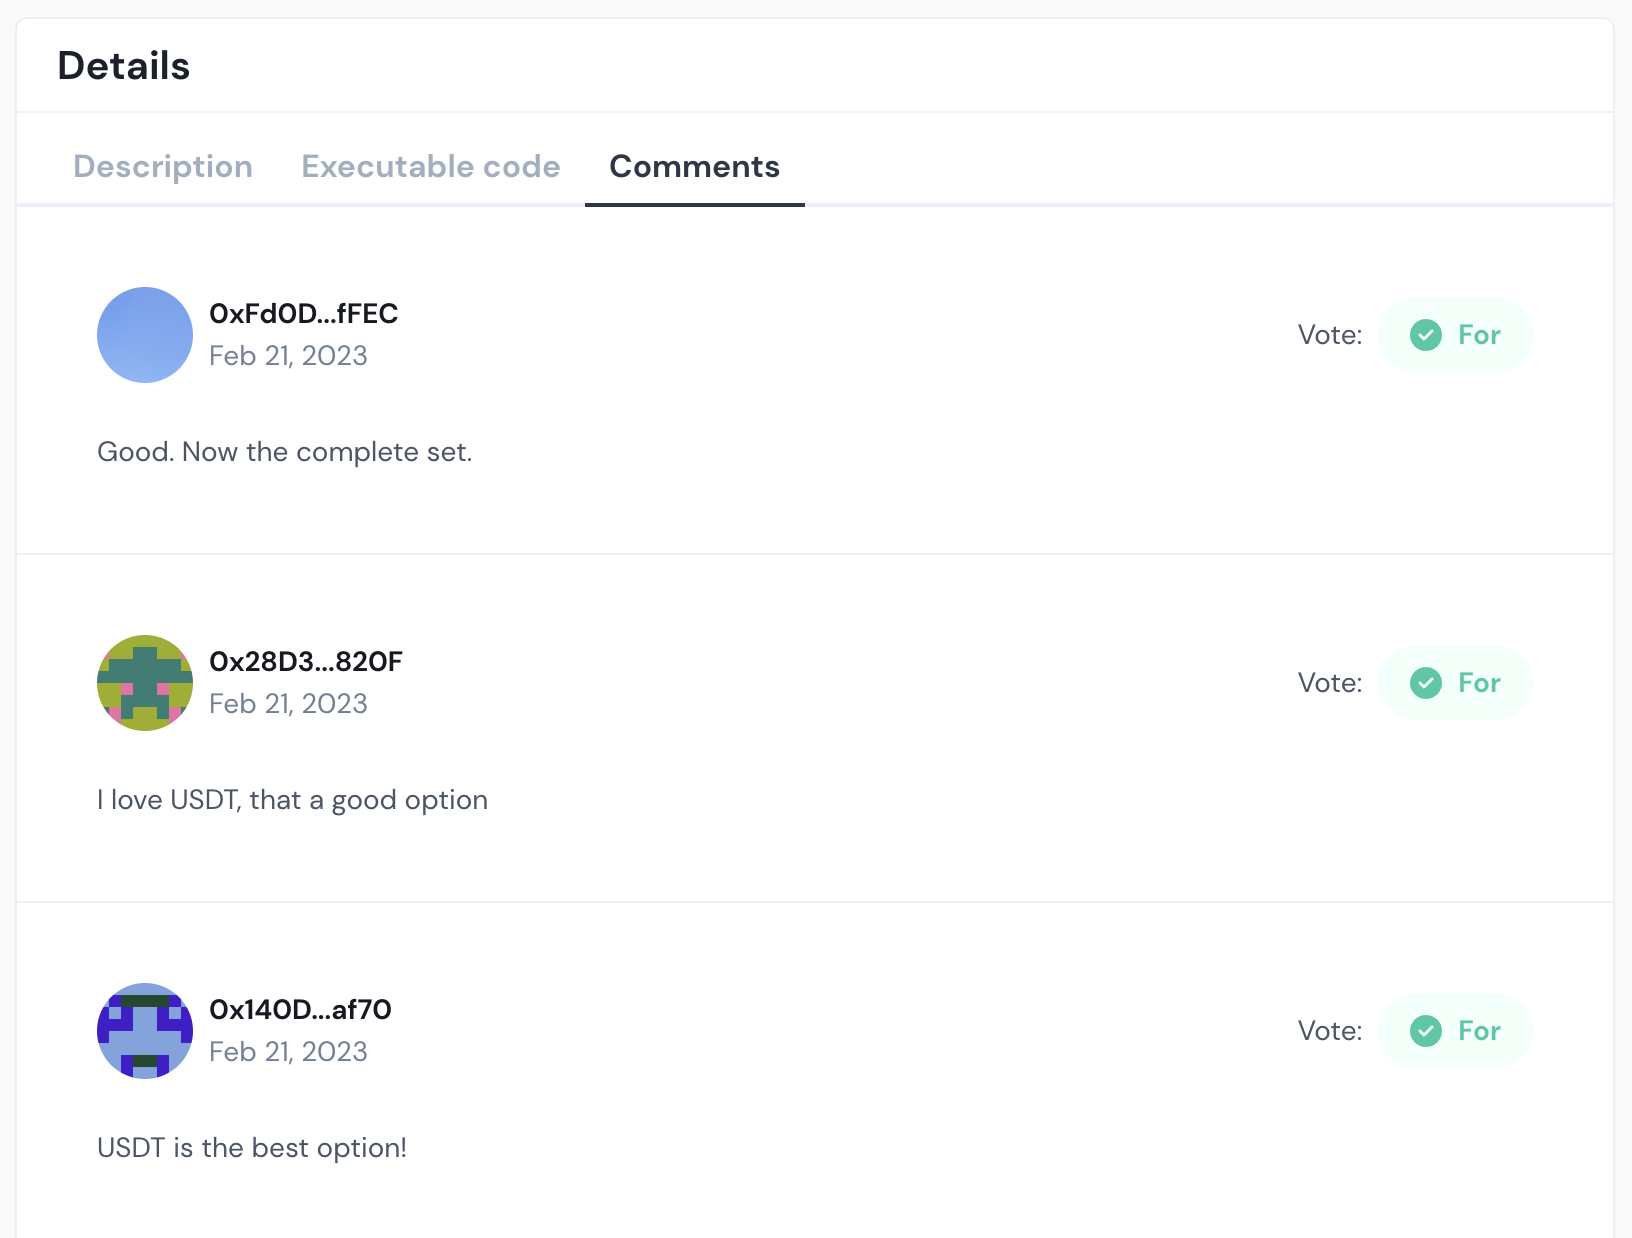 Details
Description Executable code Comments
0xFd0D...fFEC
Feb 21, 2023
Vote: For
Good. Now the complete set.
0x28D3...820F
Feb 21, 2023
Vote: For
I love USDT, that a good option
0x140D...af70
Feb 21, 2023
Vote: For
USDT is the best option!